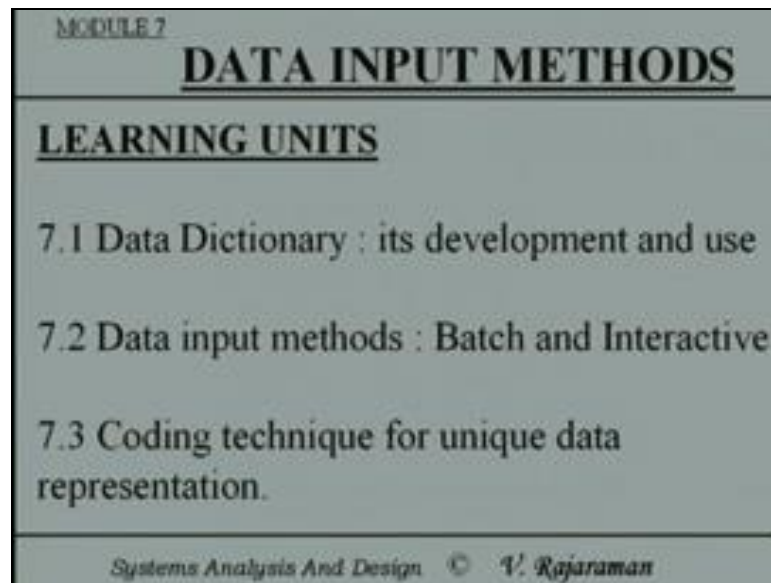 MODULE 7
DATA INPUT METHODS
LEARNING UNITS
7.1 Data Dictionary : its development and use
7.2 Data input methods : Batch and Interactive
7.3 Coding technique for unique data
representation.
Systems Analysis And Design © V. Rajaraman